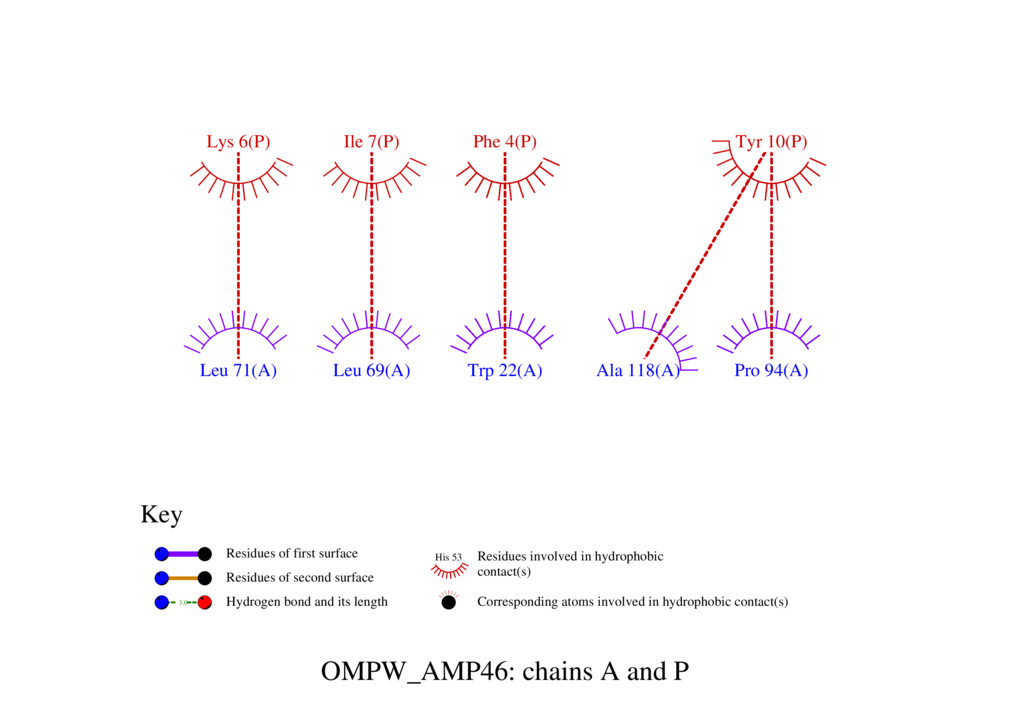 Lys 6(P) Ile 7(P) Phe 4(P) Tyr 10(P)
Leu 71(A) Leu 69(A) Trp 22(A) Ala 118(A) Pro 94(A)
Key
Residues of first surface
Residues of second surface
3.0 Hydrogen bond and its length
His 53 Residues involved in hydrophobic
contact(s)
Corresponding atoms involved in hydrophobic contact(s)
OMPW_AMP46: chains A and P